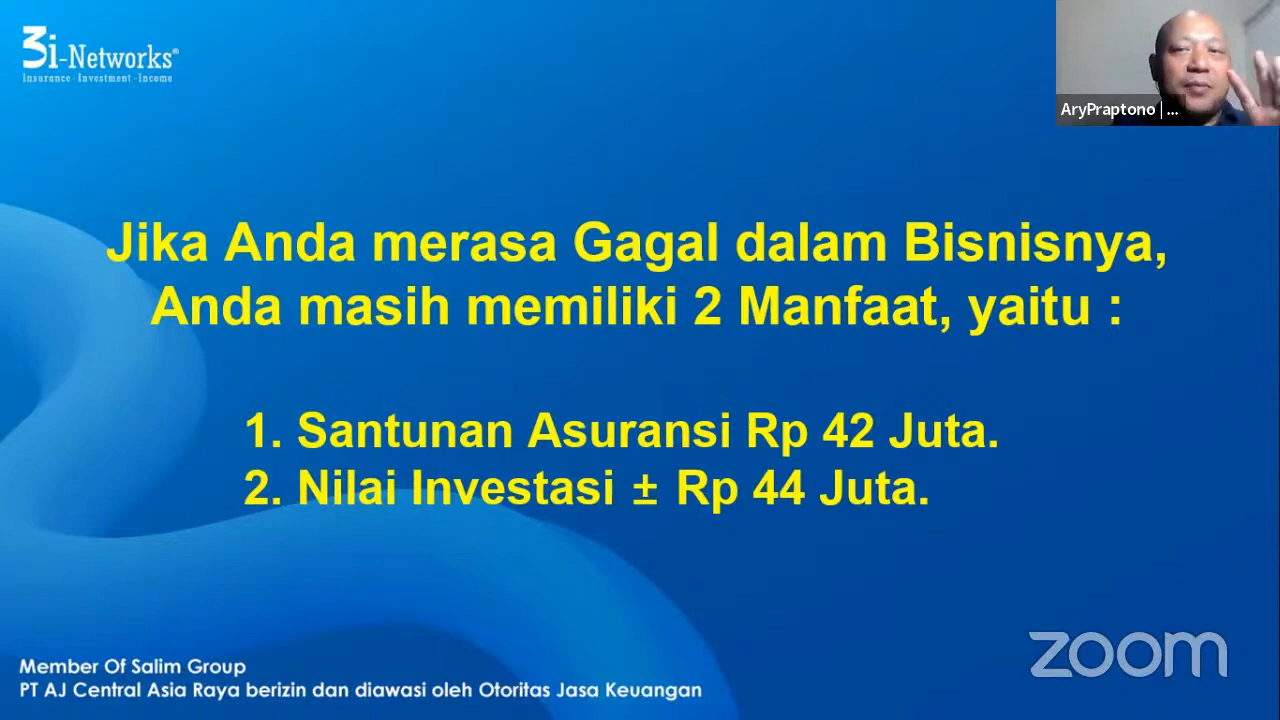 3i-Networks®
Insurance - Investment - Income
AryPraptono | ...
Jika Anda merasa Gagal dalam Bisnisnya,
Anda masih memiliki 2 Manfaat, yaitu :
1. Santunan Asuransi Rp 42 Juta.
2. Nilai Investasi ± Rp 44 Juta.
zoom
Member Of Salim Group
PT AJ Central Asia Raya berizin dan diawasi oleh Otoritas Jasa Keuangan